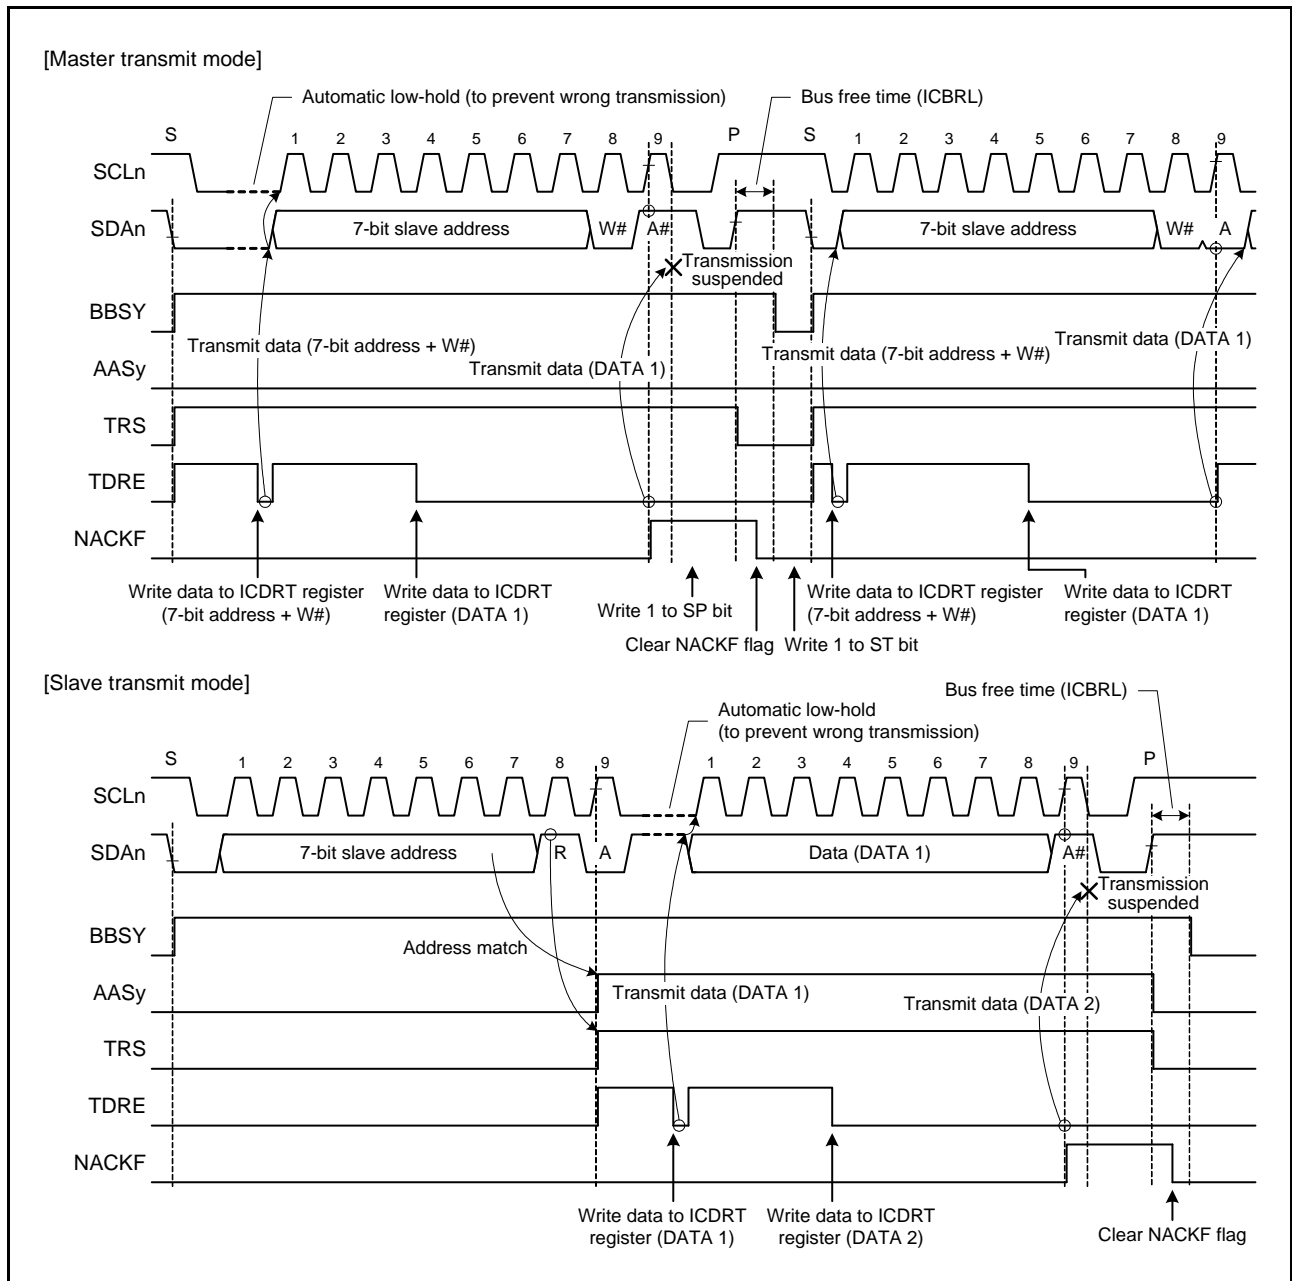 [Master transmit mode]
Automatic low-hold (to prevent wrong transmission)
Bus free time (ICBRL)
S 1 2 3 4 5 6 7 8 9 P S 1 2 3 4 5 6 7 8 9
SCLn
SDAn 7-bit slave address W# A# 7-bit slave address W# A
Transmission
suspended
BBSY
Transmit data (7-bit address + W#)
Transmit data (DATA 1)
Transmit data (7-bit address + W#)
Transmit data (DATA 1)
AASy
TRS
TDRE
NACKF
Write data to ICDRT register
(7-bit address + W#)
Write data to ICDRT
register (DATA 1)
Write 1 to SP bit
Clear NACKF flag
Write 1 to ST bit
Write data to ICDRT register
(7-bit address + W#)
Write data to ICDRT
register (DATA 1)
[Slave transmit mode]
Bus free time (ICBRL)
Automatic low-hold
(to prevent wrong transmission)
S 1 2 3 4 5 6 7 8 9 1 2 3 4 5 6 7 8 9 P
SCLn
SDAn 7-bit slave address R A Data (DATA 1) A#
Transmission
suspended
BBSY
Address match
AASy
Transmit data (DATA 1)
Transmit data (DATA 2)
TRS
TDRE
NACKF
Write data to ICDRT
register (DATA 1)
Write data to ICDRT
register (DATA 2)
Clear NACKF flag